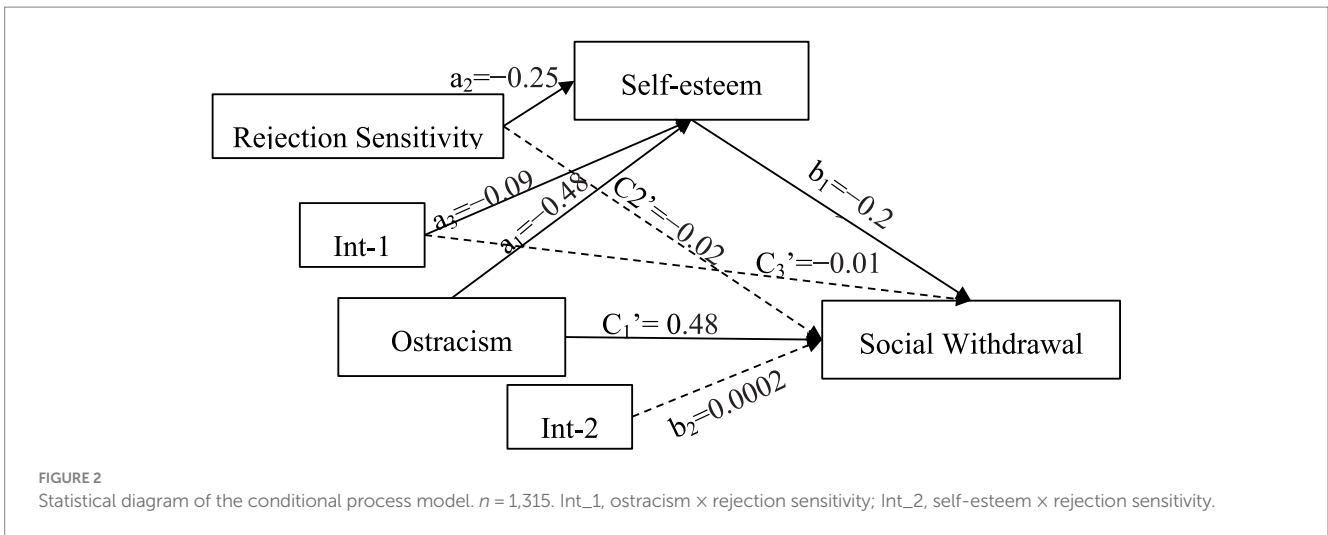 Self-esteem
a₂=−0.25
Rejection Sensitivity
b₁=−0.2
a₃=−0.09
C2’=−0.02
Int-1
a₁=−0.48
C₃’=−0.01
Ostracism
C₁’= 0.48
Social Withdrawal
Int-2
b₂=0.0002
FIGURE 2
Statistical diagram of the conditional process model. n = 1,315. Int_1, ostracism × rejection sensitivity; Int_2, self-esteem × rejection sensitivity.